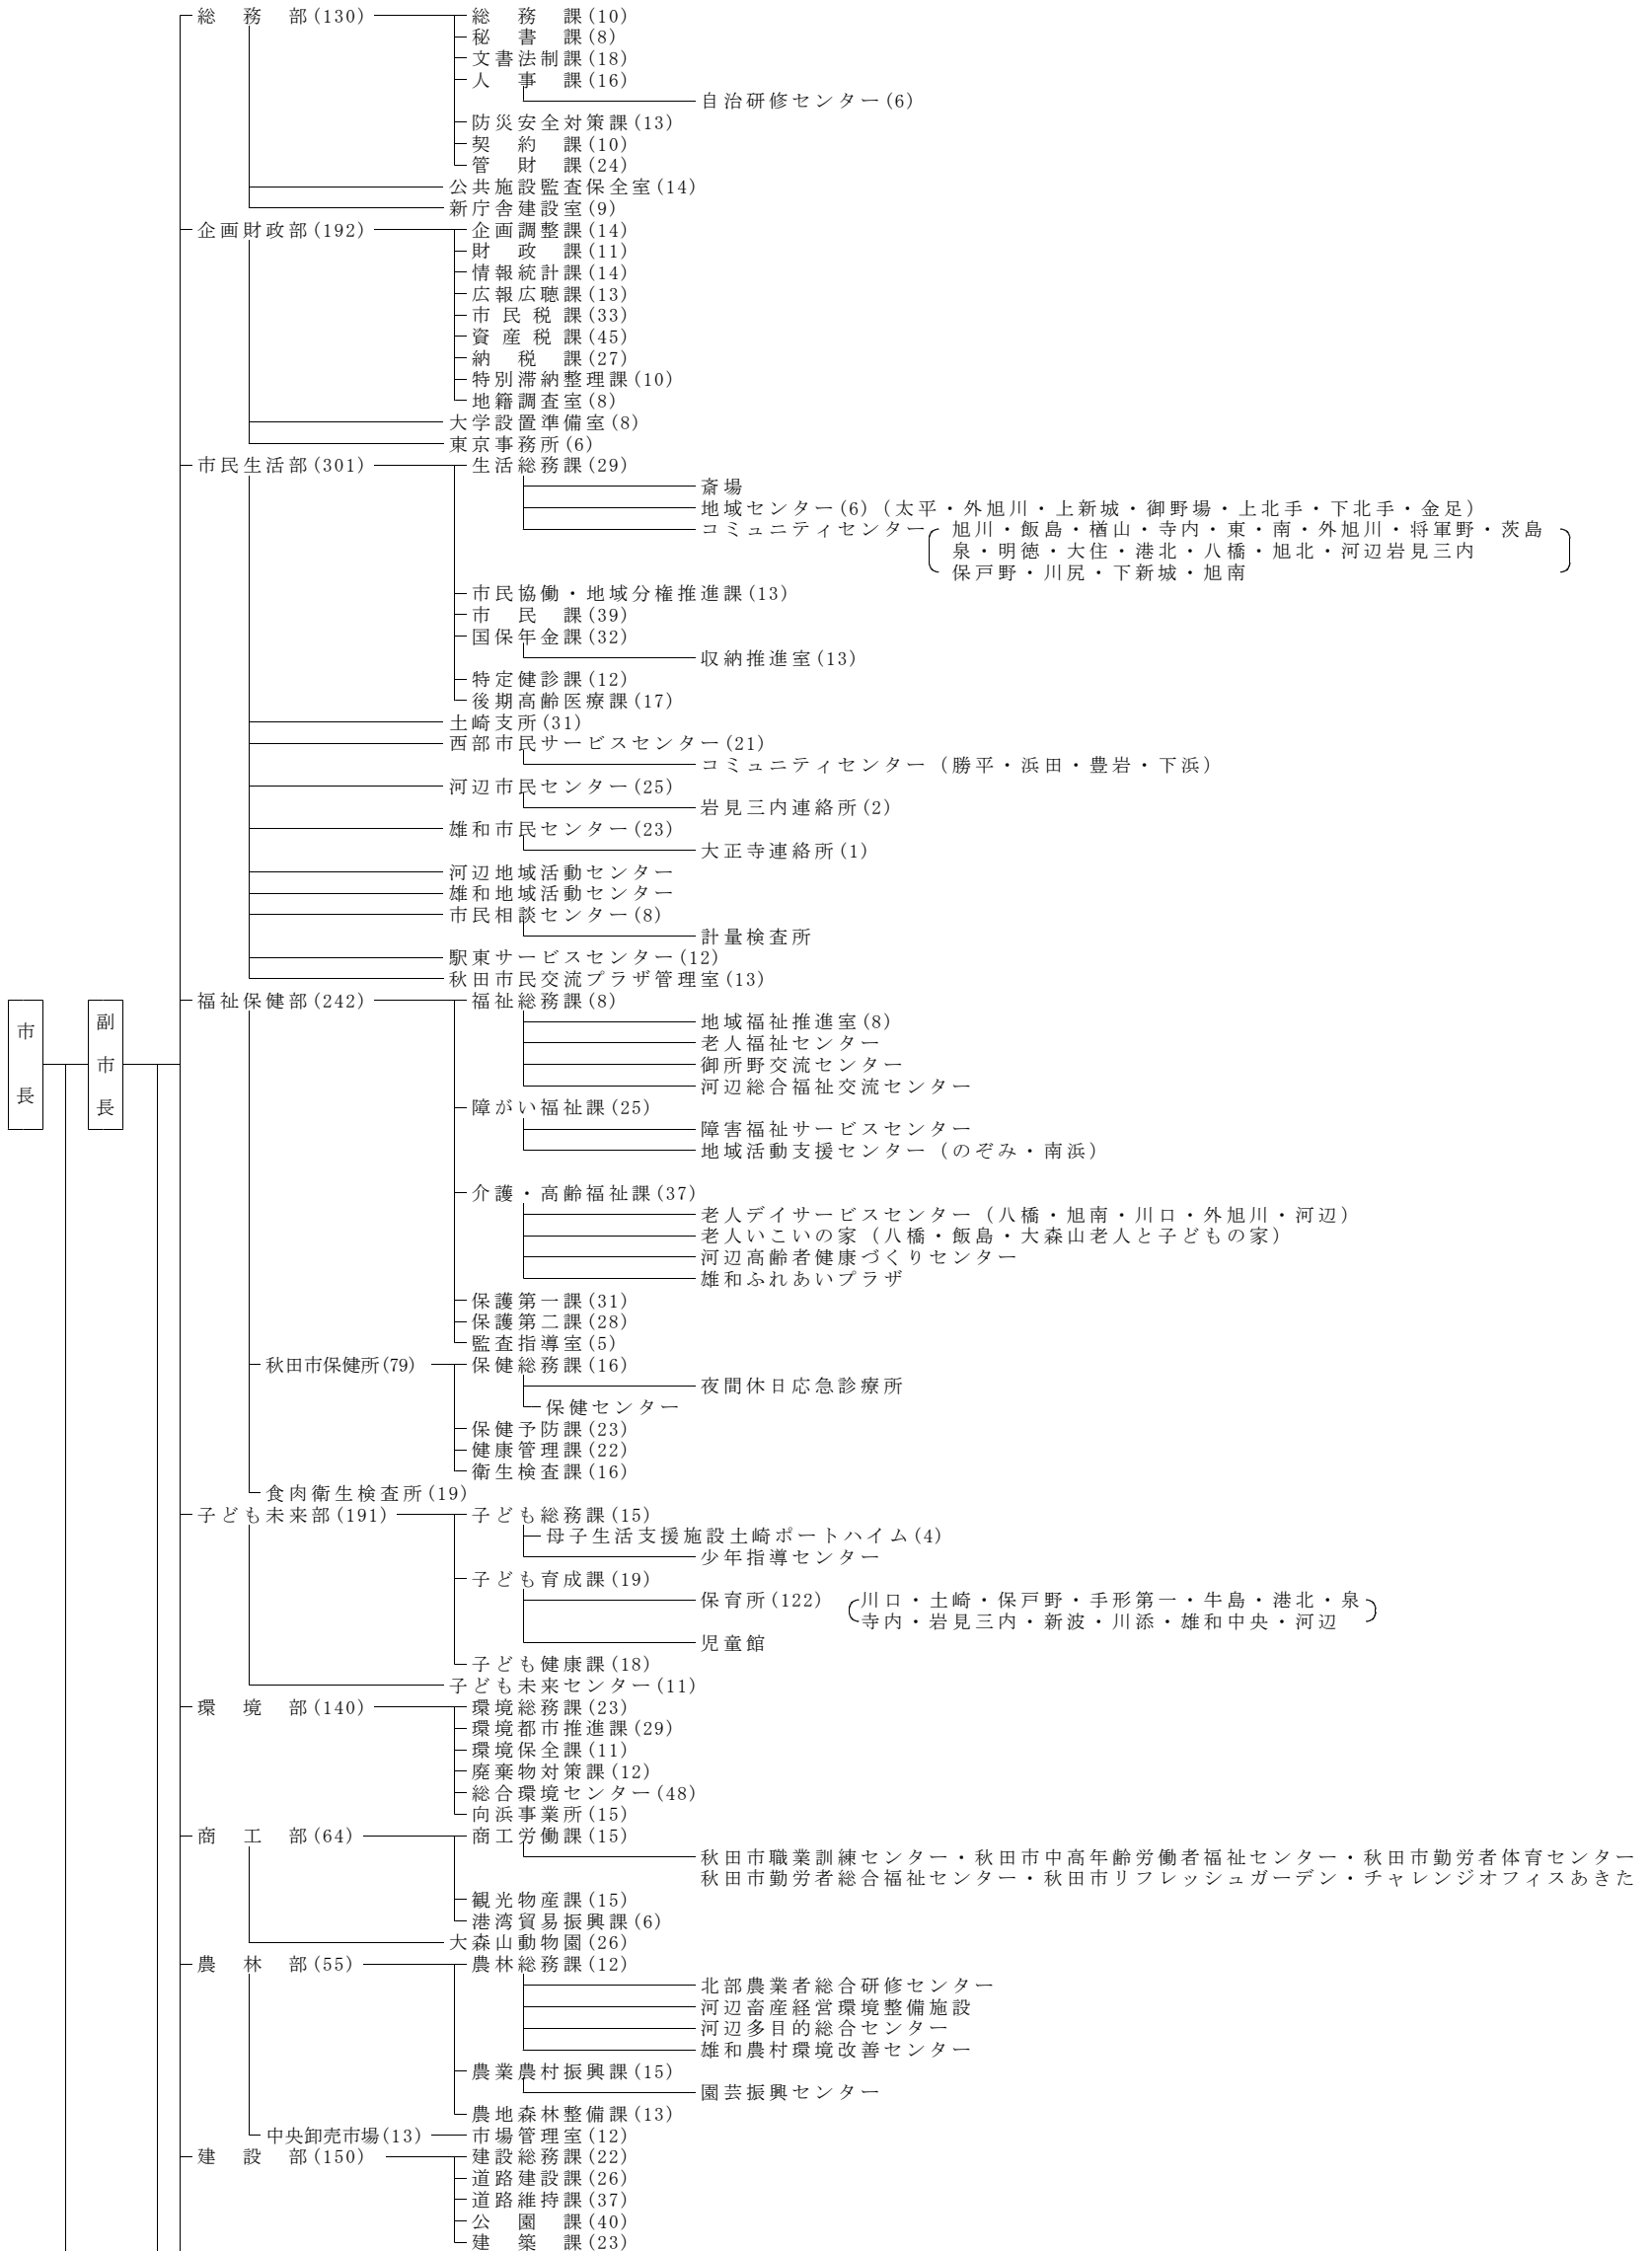 総務部(130) 総務課(10)
秘書課(8)
文書法制課(18)
人事課(16)
自治研修センター(6)
防災安全対策課(13)
契約課(10)
管財課(24)
公共施設監査保全室(14)
新庁舎建設室(9)
企画財政部(192) 企画調整課(14)
財政課(11)
情報統計課(14)
広報広聴課(13)
市民税課(33)
資産税課(45)
納税課(27)
特別滞納整理課(10)
地籍調査室(8)
大学設置準備室(8)
東京事務所(6)
市民生活部(301) 生活総務課(29)
斎場
地域センター(6)（太平・外旭川・上新城・御野場・上北手・下北手・金足）
コミュニティセンター 旭川・飯島・楢山・寺内・東・南・外旭川・将軍野・茨島
泉・明徳・大住・港北・八橋・旭北・河辺岩見三内
保戸野・川尻・下新城・旭南
市民協働・地域分権推進課(13)
市民課(39)
国保年金課(32)
収納推進室(13)
特定健診課(12)
後期高齢医療課(17)
土崎支所(31)
西部市民サービスセンター(21)
コミュニティセンター（勝平・浜田・豊岩・下浜）
河辺市民センター(25)
岩見三内連絡所(2)
雄和市民センター(23)
大正寺連絡所(1)
河辺地域活動センター
雄和地域活動センター
市民相談センター(8)
計量検査所
駅東サービスセンター(12)
秋田市民交流プラザ管理室(13)
市長 副市長 福祉保健部(242) 福祉総務課(8)
地域福祉推進室(8)
老人福祉センター
御所野交流センター
河辺総合福祉交流センター
障がい福祉課(25)
障害福祉サービスセンター
地域活動支援センター（のぞみ・南浜）
介護・高齢福祉課(37)
老人デイサービスセンター（八橋・旭南・川口・外旭川・河辺）
老人いこいの家（八橋・飯島・大森山老人と子どもの家）
河辺高齢者健康づくりセンター
雄和ふれあいプラザ
保護第一課(31)
保護第二課(28)
監査指導室(5)
秋田市保健所(79) 保健総務課(16)
夜間休日応急診療所
保健センター
保健予防課(23)
健康管理課(22)
衛生検査課(16)
食肉衛生検査所(19)
子ども未来部(191) 子ども総務課(15)
母子生活支援施設土崎ポートハイム(4)
少年指導センター
子ども育成課(19)
保育所(122) 川口・土崎・保戸野・手形第一・牛島・港北・泉
寺内・岩見三内・新波・川添・雄和中央・河辺
児童館
子ども健康課(18)
子ども未来センター(11)
環境部(140) 環境総務課(23)
環境都市推進課(29)
環境保全課(11)
廃棄物対策課(12)
総合環境センター(48)
向浜事業所(15)
商工部(64) 商工労働課(15)
秋田市職業訓練センター・秋田市中高年齢労働者福祉センター・秋田市勤労者体育センター
秋田市勤労者総合福祉センター・秋田市リフレッシュガーデン・チャレンジオフィスあきた
観光物産課(15)
港湾貿易振興課(6)
大森山動物園(26)
農林部(55) 農林総務課(12)
北部農業者総合研修センター
河辺畜産経営環境整備施設
河辺多目的総合センター
雄和農村環境改善センター
農業農村振興課(15)
園芸振興センター
農地森林整備課(13)
中央卸売市場(13) 市場管理室(12)
建設部(150) 建設総務課(22)
道路建設課(26)
道路維持課(37)
公園課(40)
建築課(23)